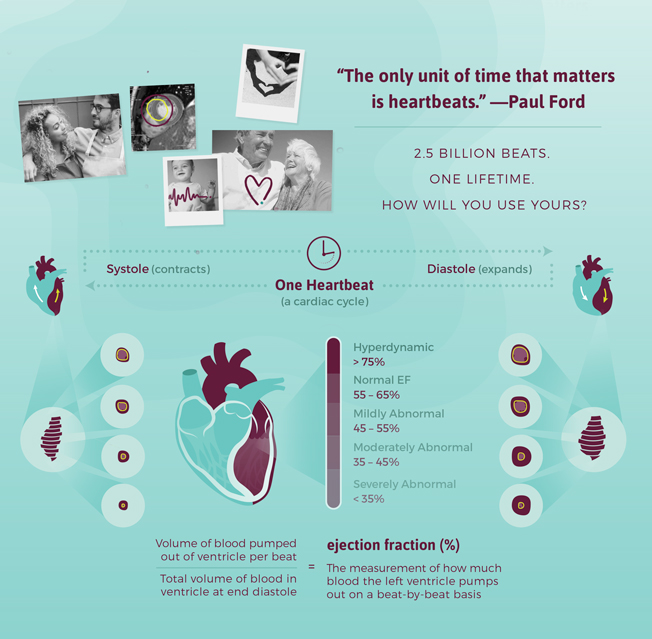 “The only unit of time that matters
is heartbeats.” —Paul Ford
2.5 BILLION BEATS.
ONE LIFETIME.
HOW WILL YOU USE YOURS?
Systole (contracts)
Diastole (expands)
One Heartbeat
(a cardiac cycle)
Hyperdynamic
> 75%
Normal EF
55 – 65%
Mildly Abnormal
45 – 55%
Moderately Abnormal
35 – 45%
Severely Abnormal
< 35%
Volume of blood pumped
out of ventricle per beat
Total volume of blood in
ventricle at end diastole
=
ejection fraction (%)
The measurement of how much
blood the left ventricle pumps
out on a beat-by-beat basis